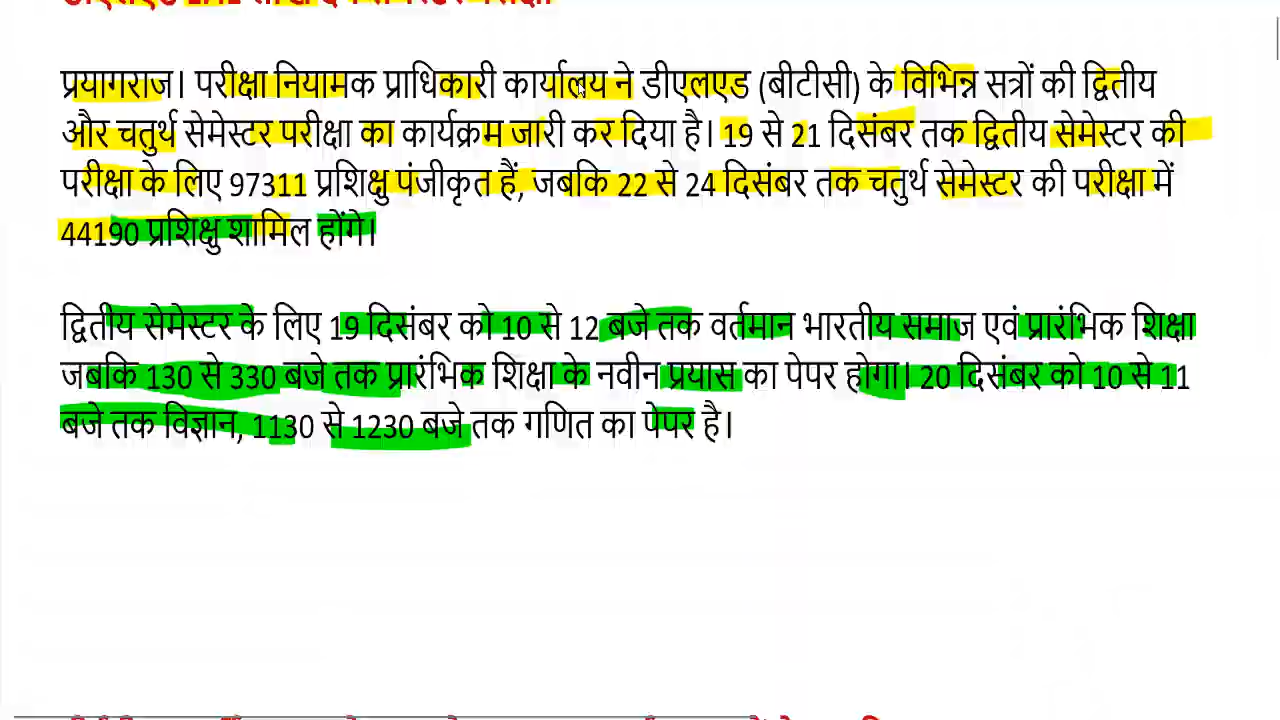 प्रयागराज। परीक्षा नियामक प्राधिकारी कार्यालय ने डीएलएड (बीटीसी) के विभिन्न सत्रों की द्वितीय
और चतुर्थ सेमेस्टर परीक्षा का कार्यक्रम जारी कर दिया है। 19 से 21 दिसंबर तक द्वितीय सेमेस्टर की
परीक्षा के लिए 97311 प्रशिक्षु पंजीकृत हैं, जबकि 22 से 24 दिसंबर तक चतुर्थ सेमेस्टर की परीक्षा में
44190 प्रशिक्षु शामिल होंगे।
द्वितीय सेमेस्टर के लिए 19 दिसंबर को 10 से 12 बजे तक वर्तमान भारतीय समाज एवं प्रारंभिक शिक्षा
जबकि 130 से 330 बजे तक प्रारंभिक शिक्षा के नवीन प्रयास का पेपर होगा। 20 दिसंबर को 10 से 11
बजे तक विज्ञान, 1130 से 1230 बजे तक गणित का पेपर है।